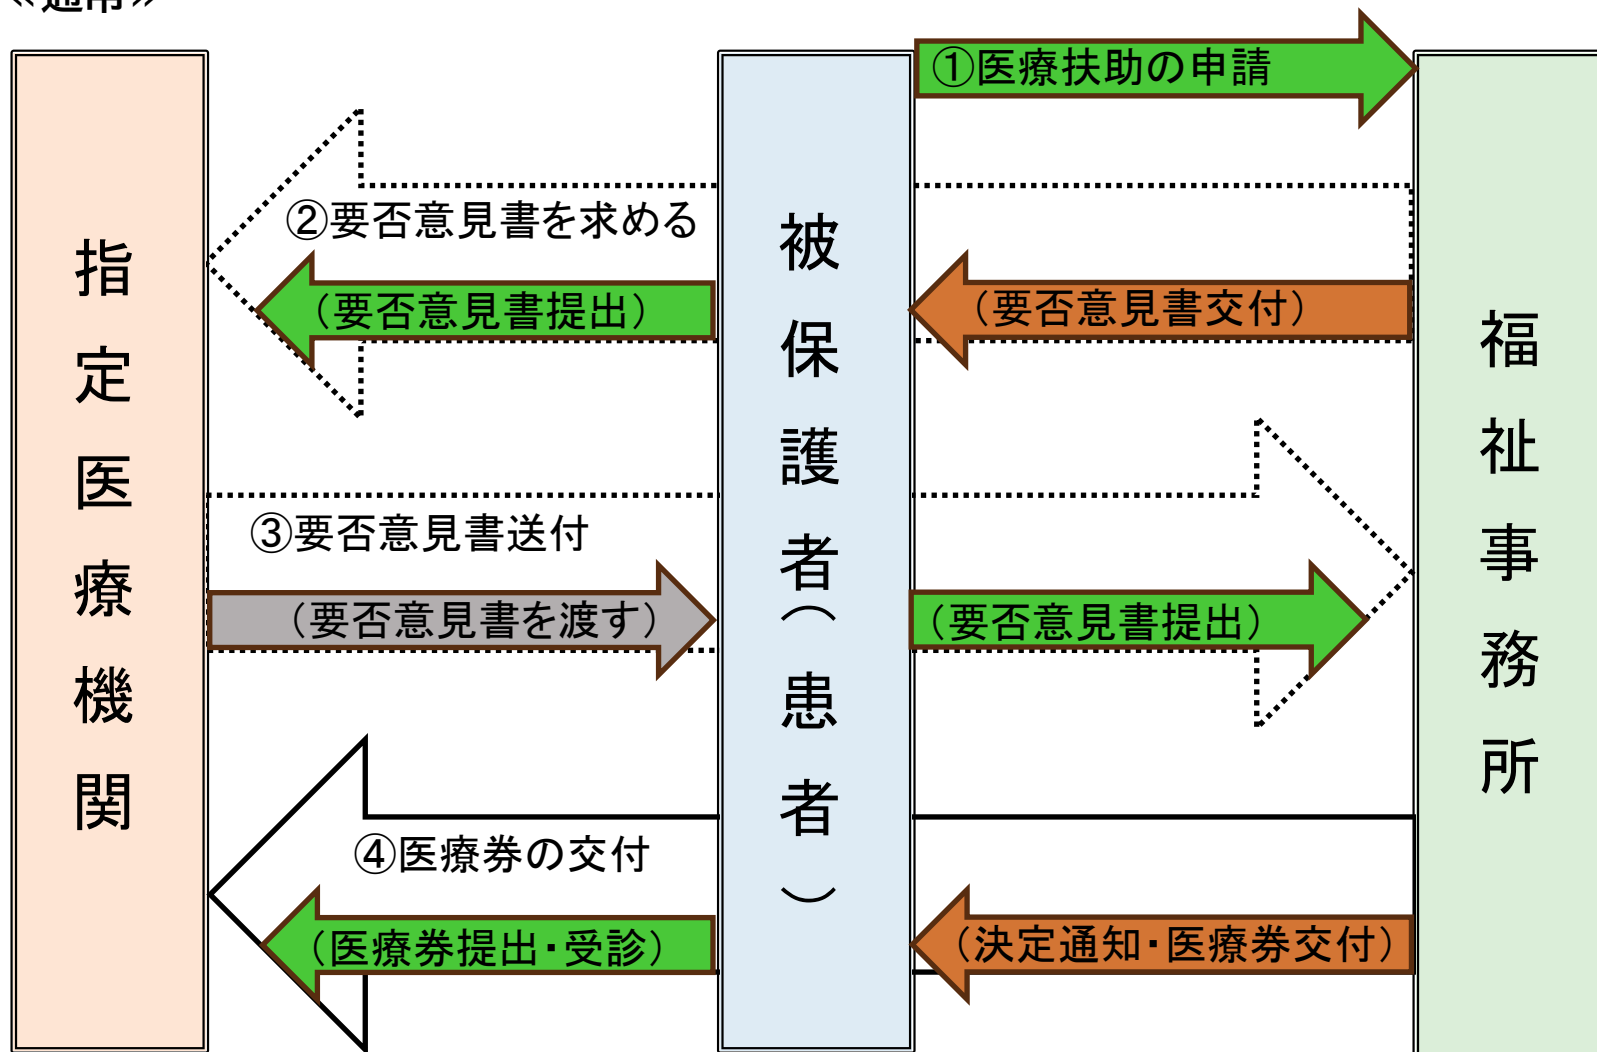 ≪通常≫
①医療扶助の申請
②要否意見書を求める
(要否意見書提出)
(要否意見書交付)
③要否意見書送付
(要否意見書を渡す)
(要否意見書提出)
④医療券の交付
(医療券提出・受診)
(決定通知・医療券交付)
指定医療機関
被保護者(患者)
福祉事務所